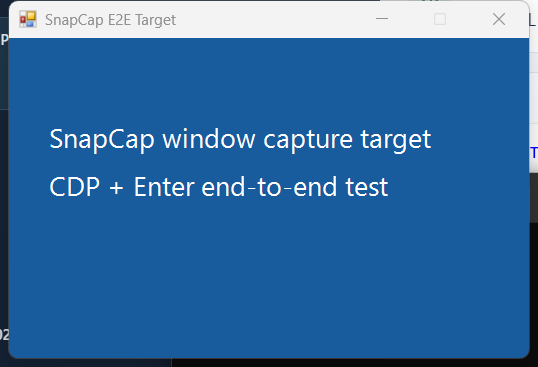 SnapCap E2E Target
SnapCap window capture target
CDP + Enter end-to-end test